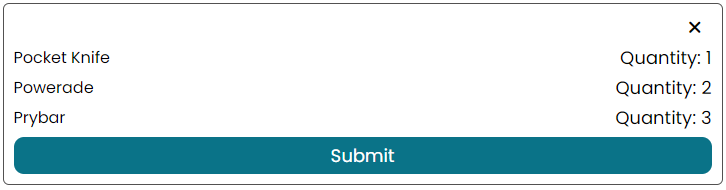 ×
Pocket Knife Quantity: 1
Powerade Quantity: 2
Prybar Quantity: 3
Submit